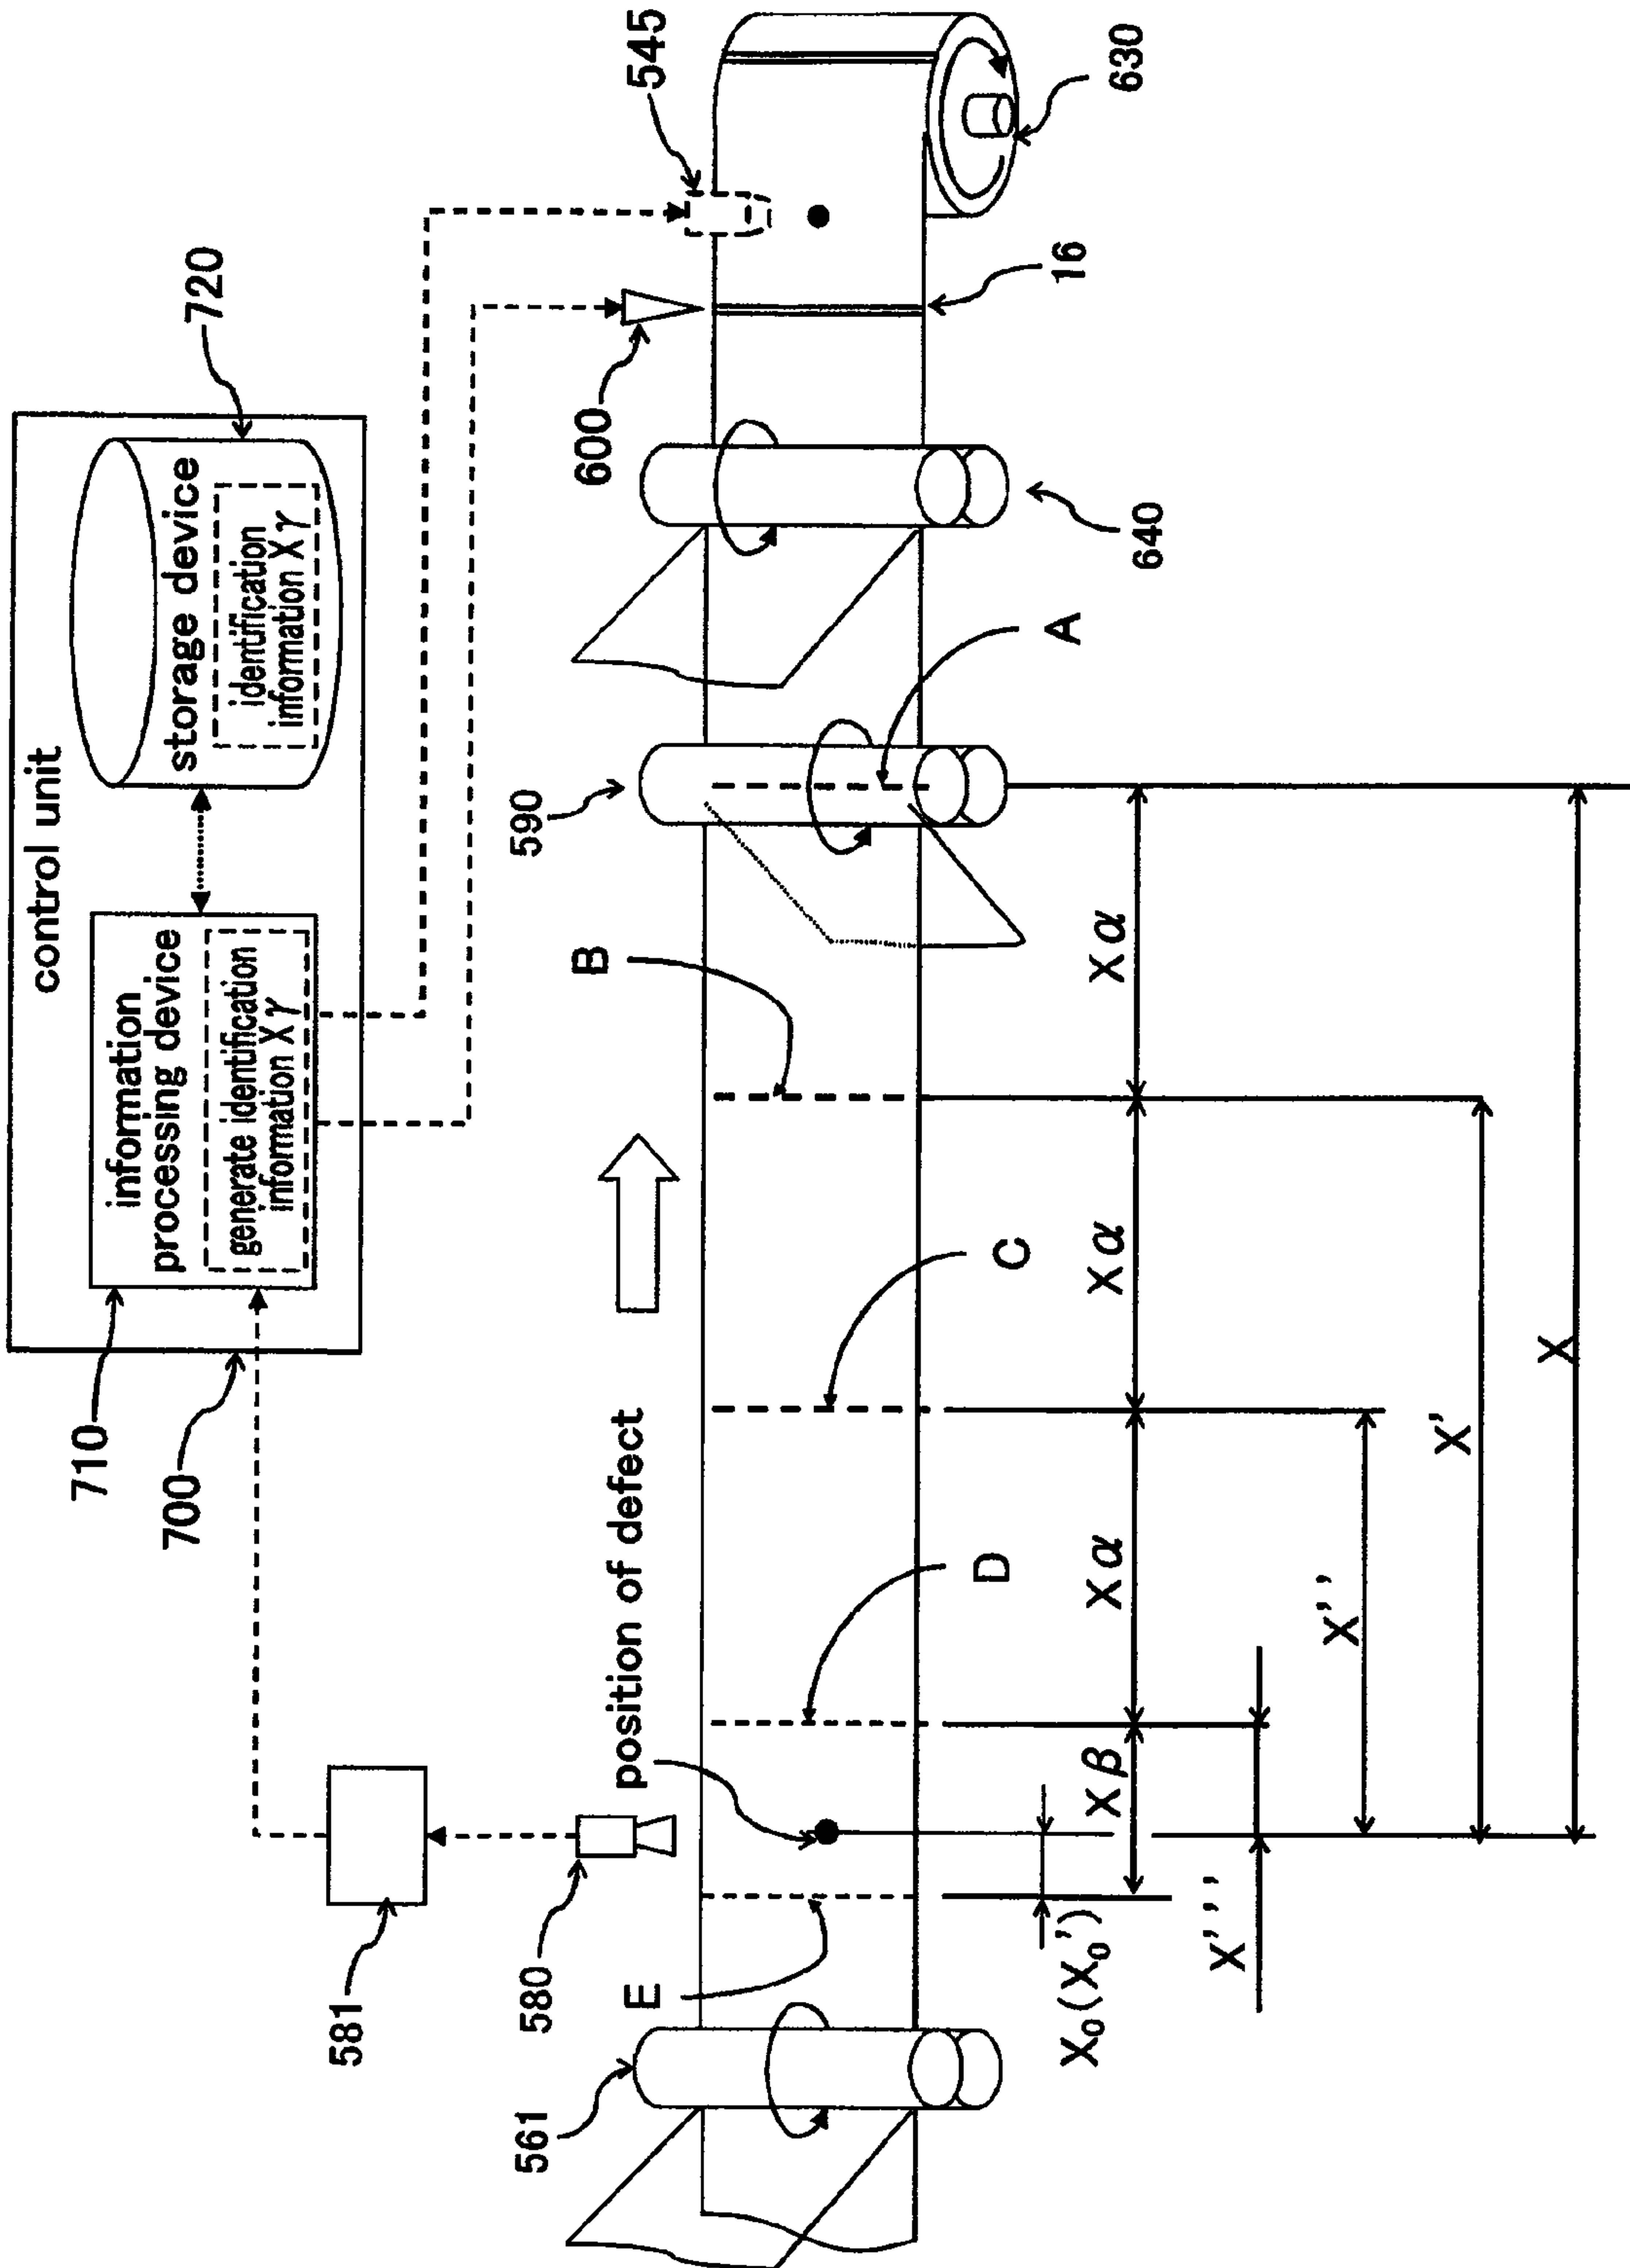 control unit
information
processing device
generate identification
information Xγ
storage device
identification
information Xγ
710
700
720
545
600
16
630
640
590
A
B
C
D
E
position of defect
581
580
561
Xα
Xα
Xα
Xβ
X₀(X₀')
X'''
X''
X'
X